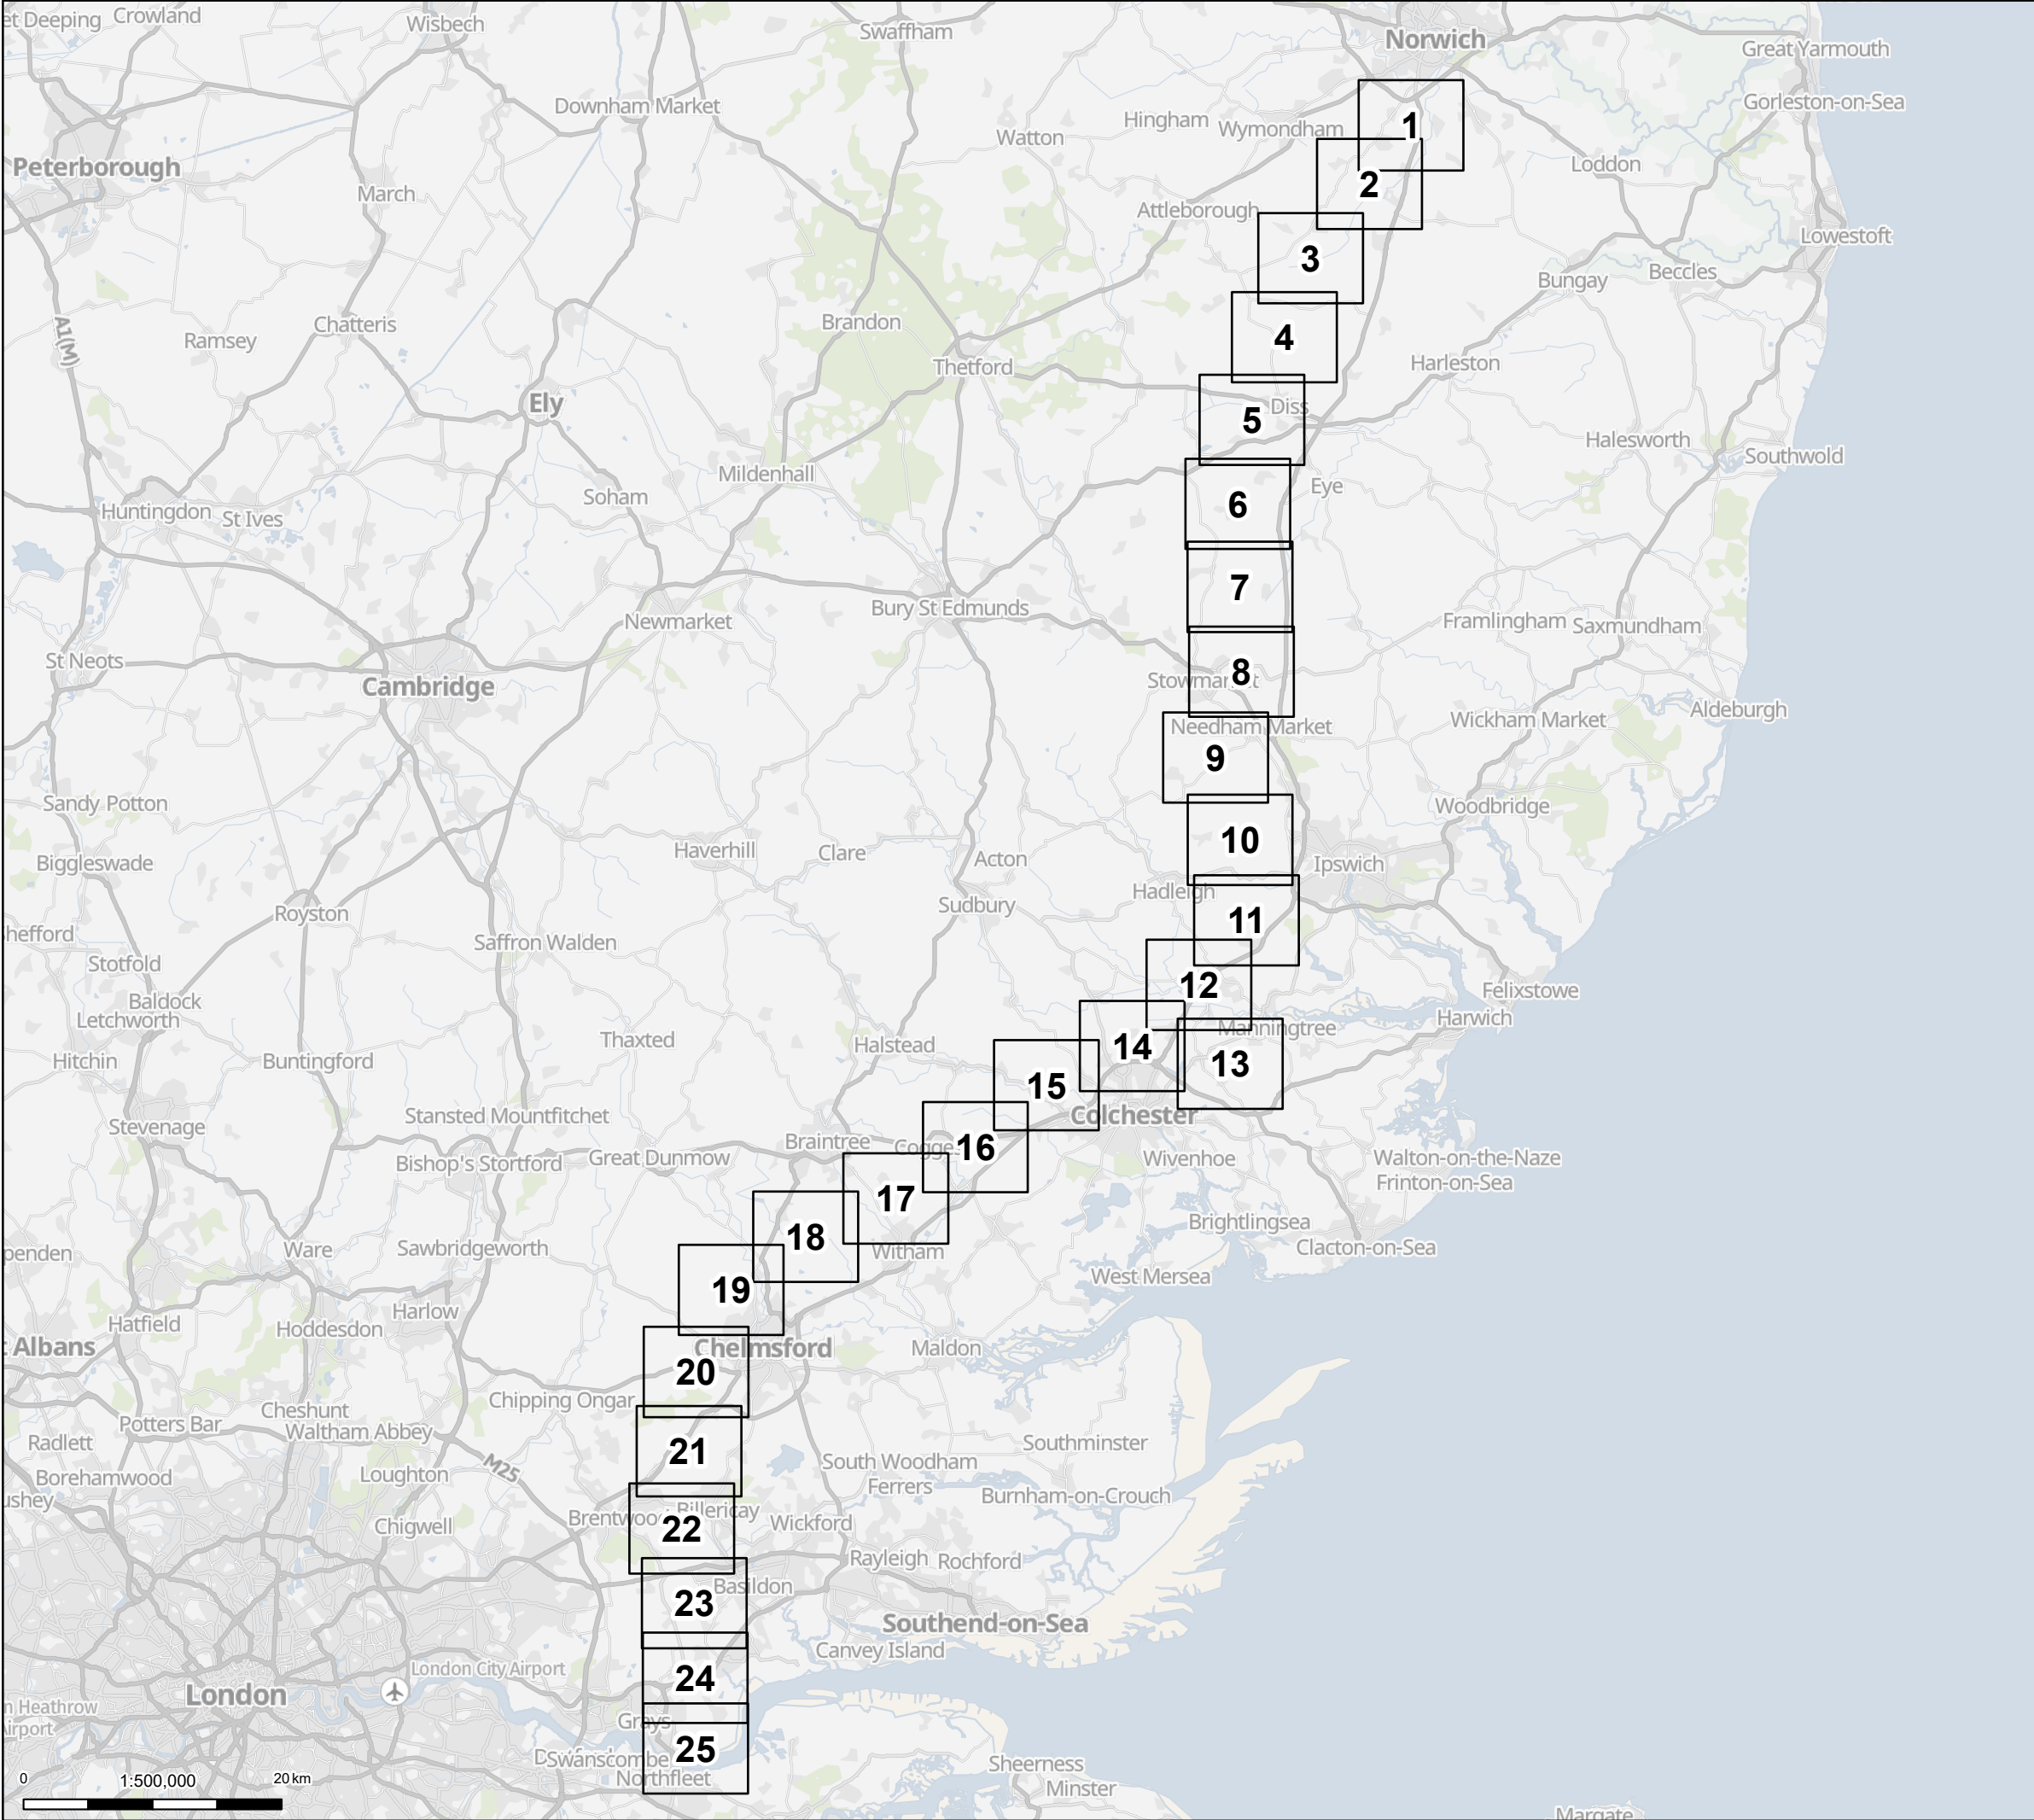 et Deeping
Crowland
Wisbech
Swaffham
Norwich
Great Yarmouth
Downham Market
Gorleston-on-Sea
Hingham
Wymondham
1
Watton
Peterborough
Loddon
March
2
Attleborough
Lowestoft
3
Bungay
Beccles
A1(M)
Ramsey
Chatteris
Brandon
4
Thetford
Harleston
Ely
Diss
5
Halesworth
Southwold
Mildenhall
Soham
Eye
Huntingdon
St Ives
6
7
Bury St Edmunds
Newmarket
Framlingham
Saxmundham
St Neots
Cambridge
8
Needham Market
Wickham Market
Aldeburgh
9
Sandy Potton
Woodbridge
10
Biggleswade
Haverhill
Clare
Acton
Ipswich
Hadleigh
Sudbury
Royston
11
hefford
Saffron Walden
Stotfold
12
Felixstowe
Baldock
Letchworth
Harwich
Manningtree
Hitchin
Buntingford
Thaxted
Halstead
14
13
15
Stansted Mountfitchet
Colchester
Stevenage
Braintree
16
Bishop's Stortford
Great Dunmow
Wivenhoe
Walton-on-the-Naze
Frinton-on-Sea
17
18
Brightlingsea
penden
Ware
Sawbridgeworth
Witham
Clacton-on-Sea
West Mersea
19
Harlow
Hatfield
Hoddesdon
Albans
Chelmsford
Maldon
20
Chipping Ongar
Cheshunt
Potters Bar
Waltham Abbey
Radlett
21
Southminster
M25
South Woodham
Ferrers
Borehamwood
Loughton
ushey
Burnham-on-Crouch
Billericay
22
Wickford
Chigwell
Rayleigh
Rochford
Basildon
23
Southend-on-Sea
Canvey Island
London City Airport
24
London
n Heathrow
Airport
Grays
25
Swanscombe
Northfleet
Sheerness
Minster
0
1:500,000
20 km